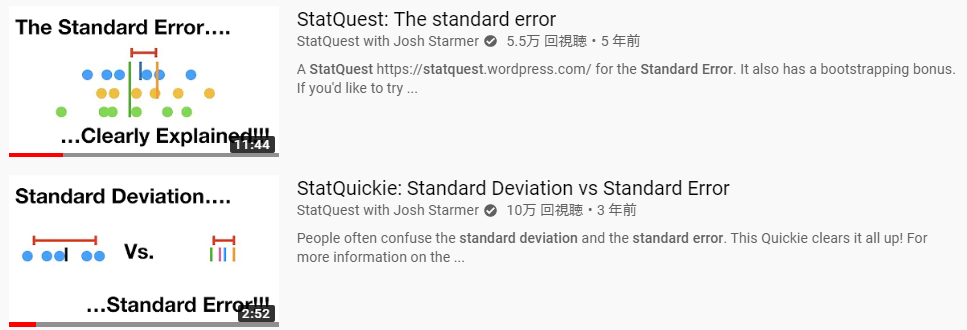 The Standard Error....
...Clearly Explained!!!
11:44
StatQuest: The standard error
StatQuest with Josh Starmer
5.5万 回視聴・5 年前
A StatQuest https://statquest.wordpress.com/ for the Standard Error. It also has a bootstrapping bonus.
If you'd like to try ...
Standard Deviation....
Vs.
...Standard Error!!!
2:52
StatQuickie: Standard Deviation vs Standard Error
StatQuest with Josh Starmer
10万 回視聴・3 年前
People often confuse the standard deviation and the standard error. This Quickie clears it all up! For
more information on the ...